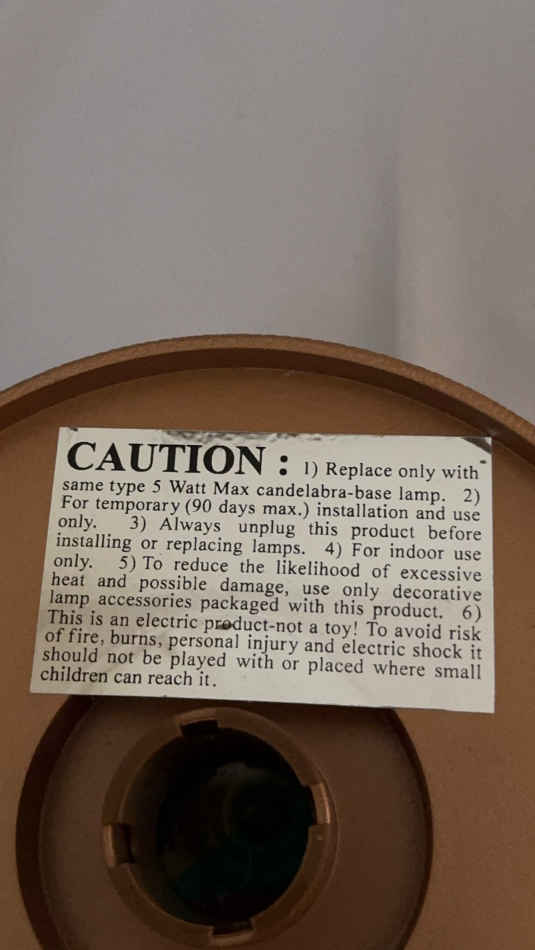 CAUTION : 1) Replace only with
same type 5 Watt Max candelabra-base lamp. 2)
For temporary (90 days max.) installation and use
only. 3) Always unplug this product before
installing or replacing lamps. 4) For indoor use
only. 5) To reduce the likelihood of excessive
heat and possible damage, use only decorative
lamp accessories packaged with this product. 6)
This is an electric product-not a toy! To avoid risk
of fire, burns, personal injury and electric shock it
should not be played with or placed where small
children can reach it.